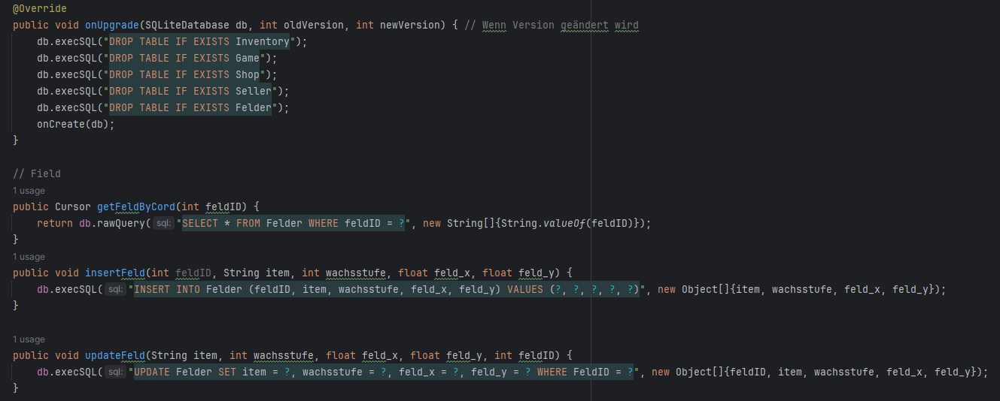 @Override
public void onUpgrade(SQLiteDatabase db, int oldVersion, int newVersion) { // Wenn Version geändert wird
    db.execSQL("DROP TABLE IF EXISTS Inventory");
    db.execSQL("DROP TABLE IF EXISTS Game");
    db.execSQL("DROP TABLE IF EXISTS Shop");
    db.execSQL("DROP TABLE IF EXISTS Seller");
    db.execSQL("DROP TABLE IF EXISTS Felder");
    onCreate(db);
}
// Field
1 usage
public Cursor getFeldByCord(int feldID) {
    return db.rawQuery( sql: "SELECT * FROM Felder WHERE feldID = ?", new String[]{String.valueOf(feldID)});
}
1 usage
public void insertFeld(int feldID, String item, int wachsstufe, float feld_x, float feld_y) {
    db.execSQL( sql: "INSERT INTO Felder (feldID, item, wachsstufe, feld_x, feld_y) VALUES (?, ?, ?, ?, ?)", new Object[]{item, wachsstufe, feld_x, feld_y});
}
1 usage
public void updateFeld(String item, int wachsstufe, float feld_x, float feld_y, int feldID) {
    db.execSQL( sql: "UPDATE Felder SET item = ?, wachsstufe = ?, feld_x = ?, feld_y = ? WHERE FeldID = ?", new Object[]{feldID, item, wachsstufe, feld_x, feld_y});
}